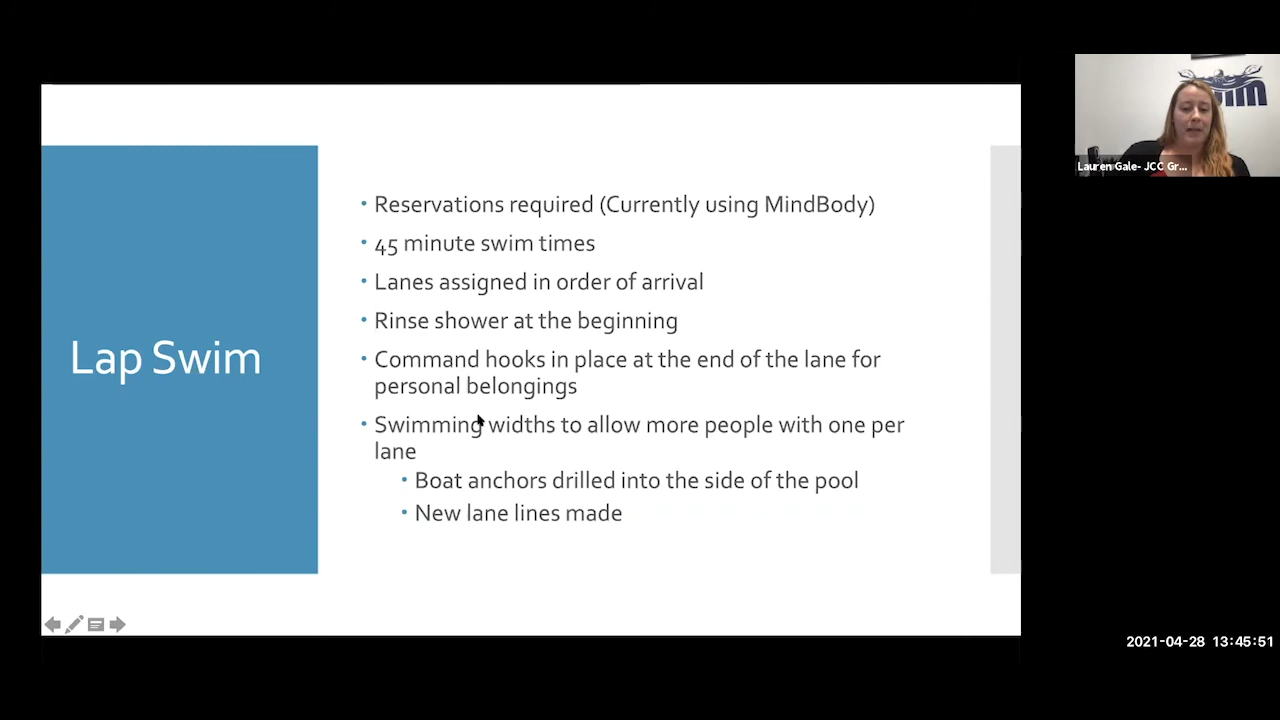 Lap Swim
Reservations required (Currently using MindBody)
45 minute swim times
Lanes assigned in order of arrival
Rinse shower at the beginning
Command hooks in place at the end of the lane for
personal belongings
Swimming widths to allow more people with one per
lane
Boat anchors drilled into the side of the pool
New lane lines made
Lauren Gale- JCC Gr...
2021-04-28 13:45:51